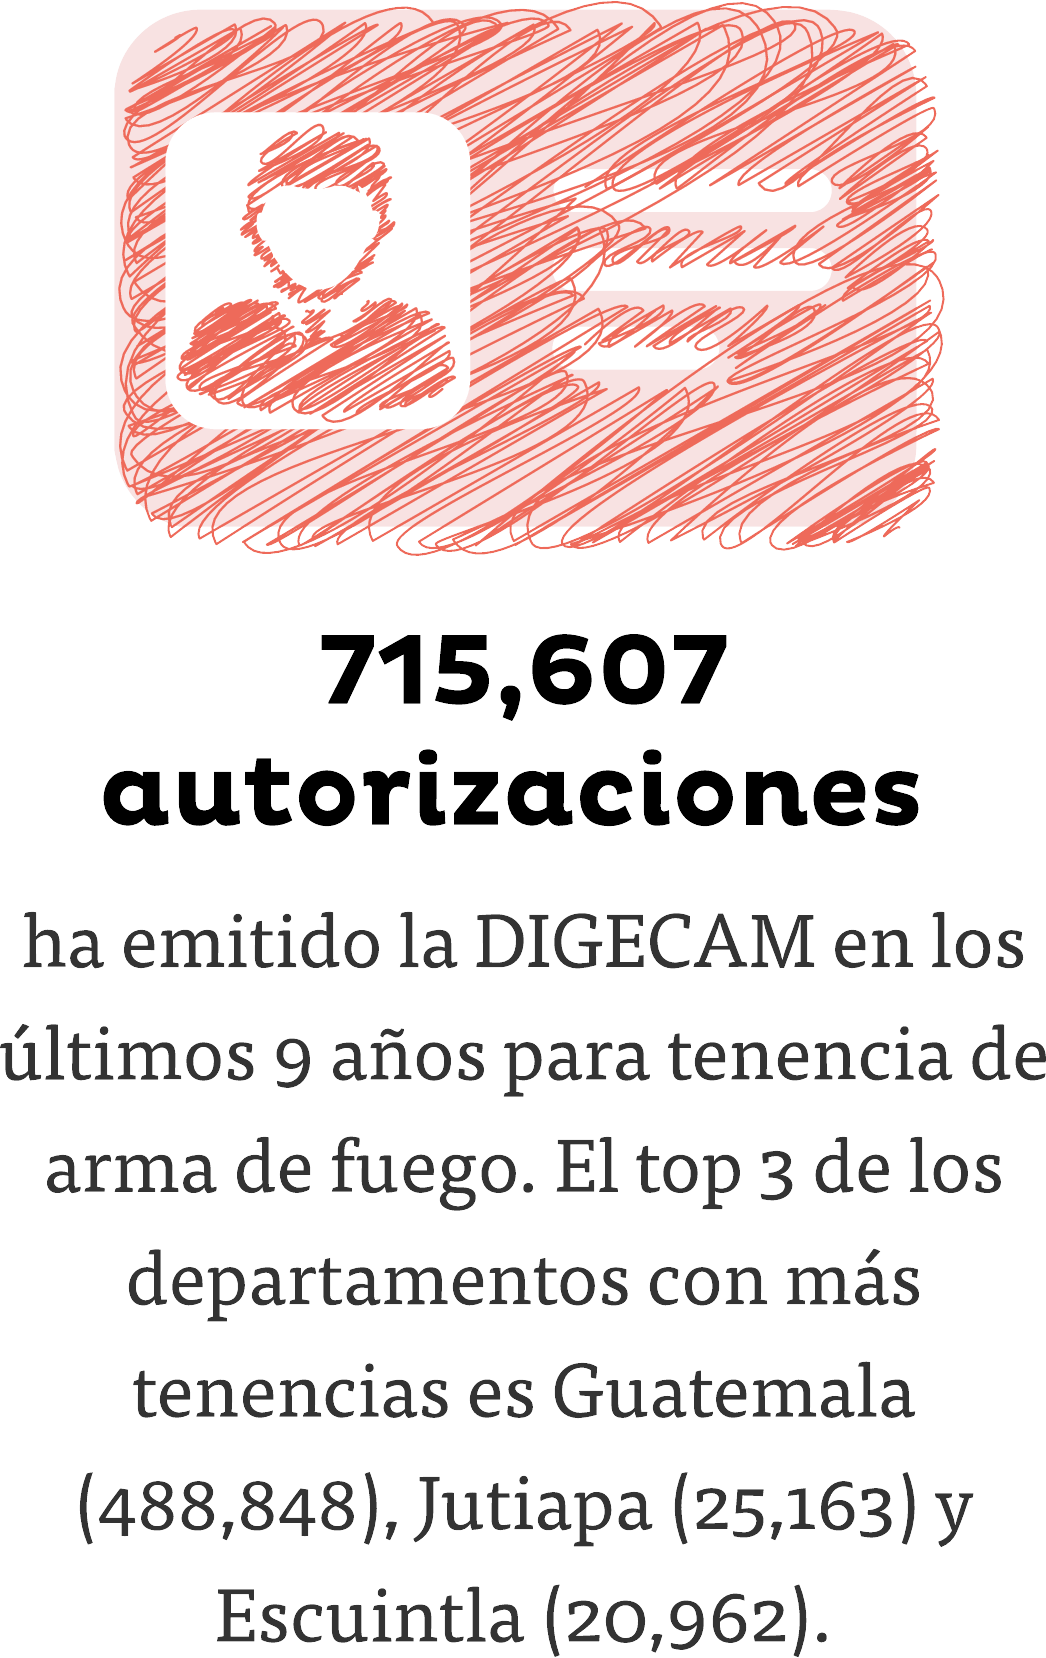 715,607
autorizaciones
ha emitido la DIGECAM en los
últimos 9 años para tenencia de
arma de fuego. El top 3 de los
departamentos con más
tenencias es Guatemala
(488,848), Jutiapa (25,163) y
Escuintla (20,962).